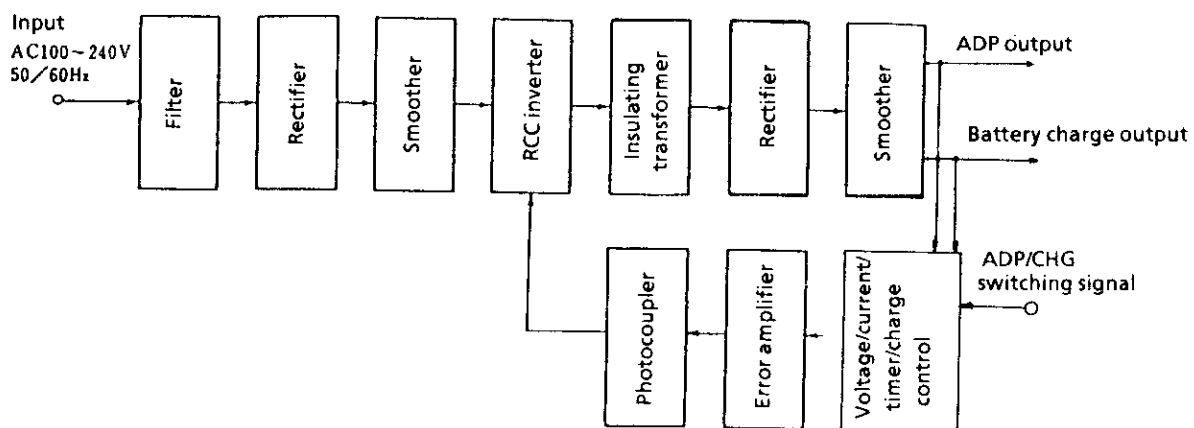 Input
AC100~240V
50/60Hz
Filter
Rectifier
Smoother
RCC inverter
Insulating
transformer
Rectifier
Smoother
ADP output
Battery charge output
ADP/CHG
switching signal
Voltage/current/
timer/charge
control
Error amplifier
Photocoupler